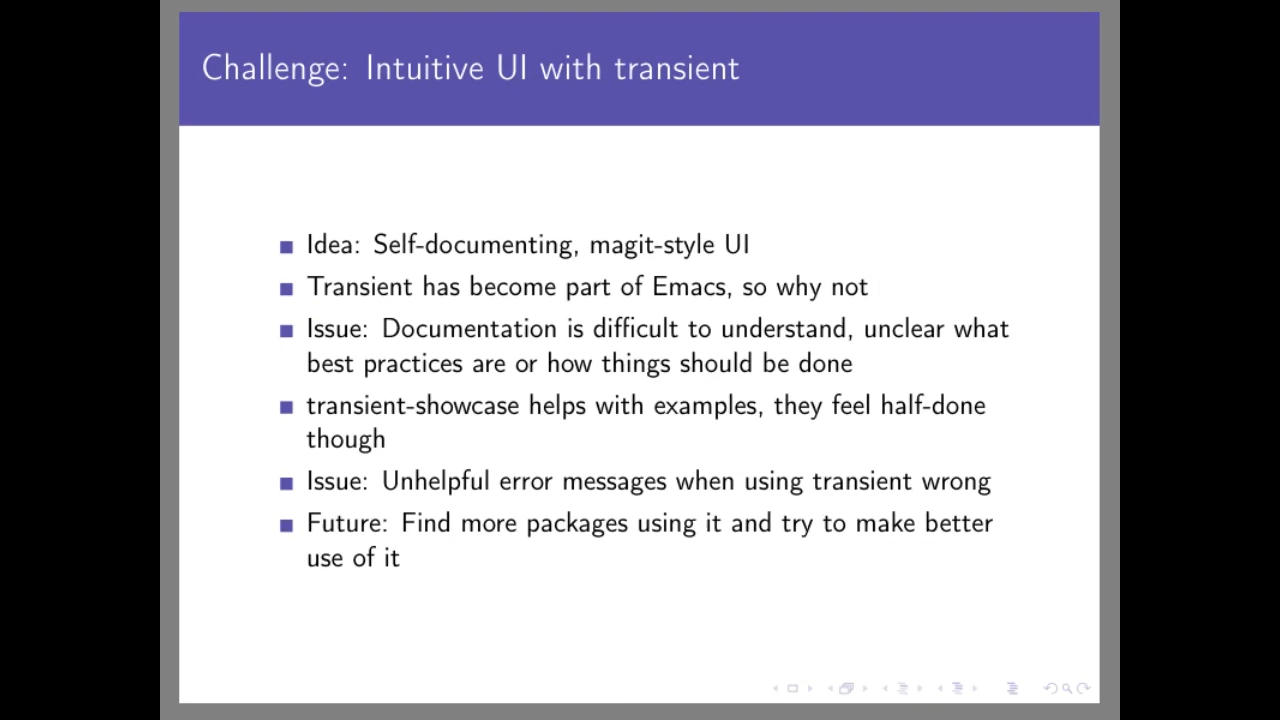 Challenge: Intuitive UI with transient
Idea: Self-documenting, magit-style UI
Transient has become part of Emacs, so why not
Issue: Documentation is difficult to understand, unclear what
best practices are or how things should be done
transient-showcase helps with examples, they feel half-done
though
Issue: Unhelpful error messages when using transient wrong
Future: Find more packages using it and try to make better
use of it